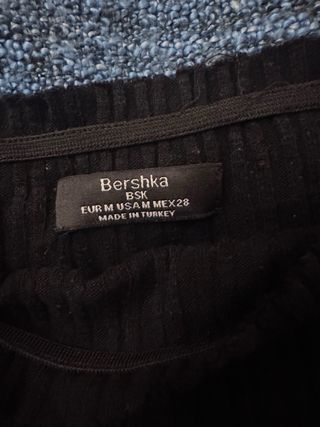 Bershka
BSK
EUR M USA M MEX 28
MADE IN TURKEY